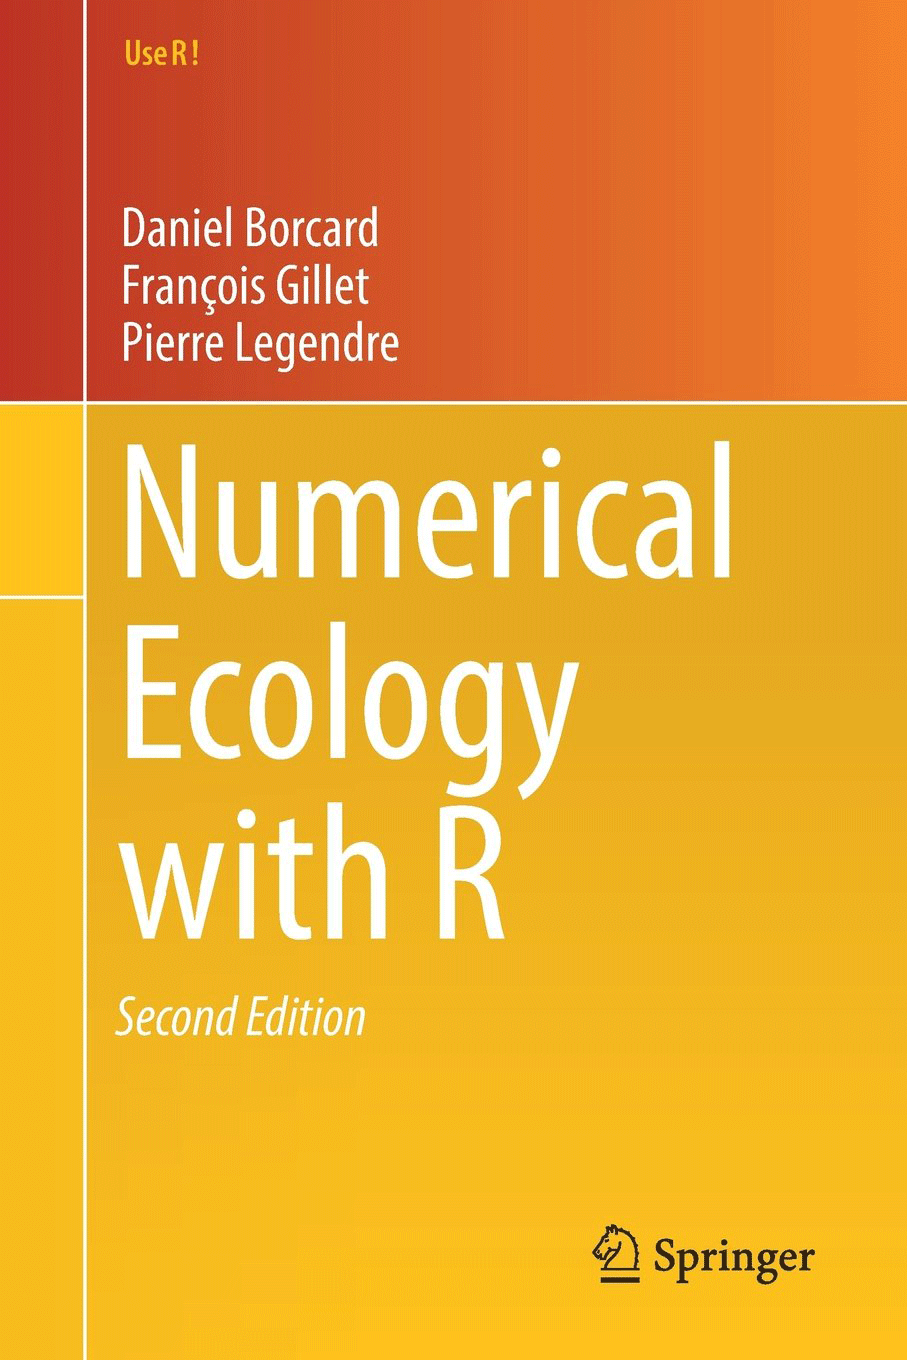 Use R!
Daniel Borcard
François Gillet
Pierre Legendre
Numerical
Ecology
with R
Second Edition
Springer